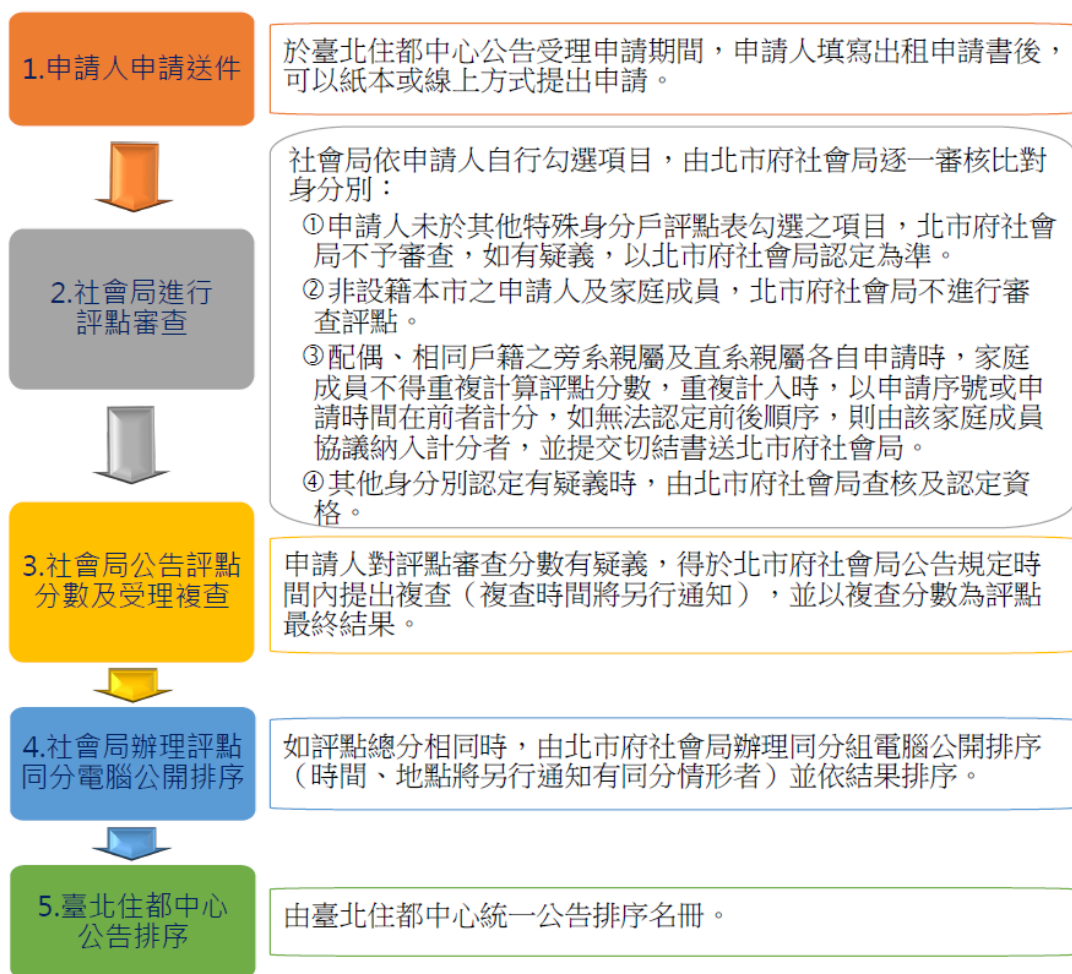 1.申請人申請送件
於臺北住都中心公告受理申請期間，申請人填寫出租申請書後，
可以紙本或線上方式提出申請。
2.社會局進行
評點審查
社會局依申請人自行勾選項目，由北市府社會局逐一審核比對
身分別：
①申請人未於其他特殊身分戶評點表勾選之項目，北市府社會
局不予審查，如有疑義，以北市府社會局認定為準。
②非設籍本市之申請人及家庭成員，北市府社會局不進行審
查評點。
③配偶、相同戶籍之旁系親屬及直系親屬各自申請時，家庭
成員不得重複計算評點分數，重複計入時，以申請序號或申
請時間在前者計分，如無法認定前後順序，則由該家庭成員
協議納入計分者，並提交切結書送北市府社會局。
④其他身分別認定有疑義時，由北市府社會局查核及認定資
格。
3.社會局公告評點
分數及受理複查
申請人對評點審查分數有疑義，得於北市府社會局公告規定時
間內提出複查（複查時間將另行通知），並以複查分數為評點
最終結果。
4.社會局辦理評點
同分電腦公開排序
如評點總分相同時，由北市府社會局辦理同分組電腦公開排序
（時間、地點將另行通知有同分情形者）並依結果排序。
5.臺北住都中心
公告排序
由臺北住都中心統一公告排序名冊。